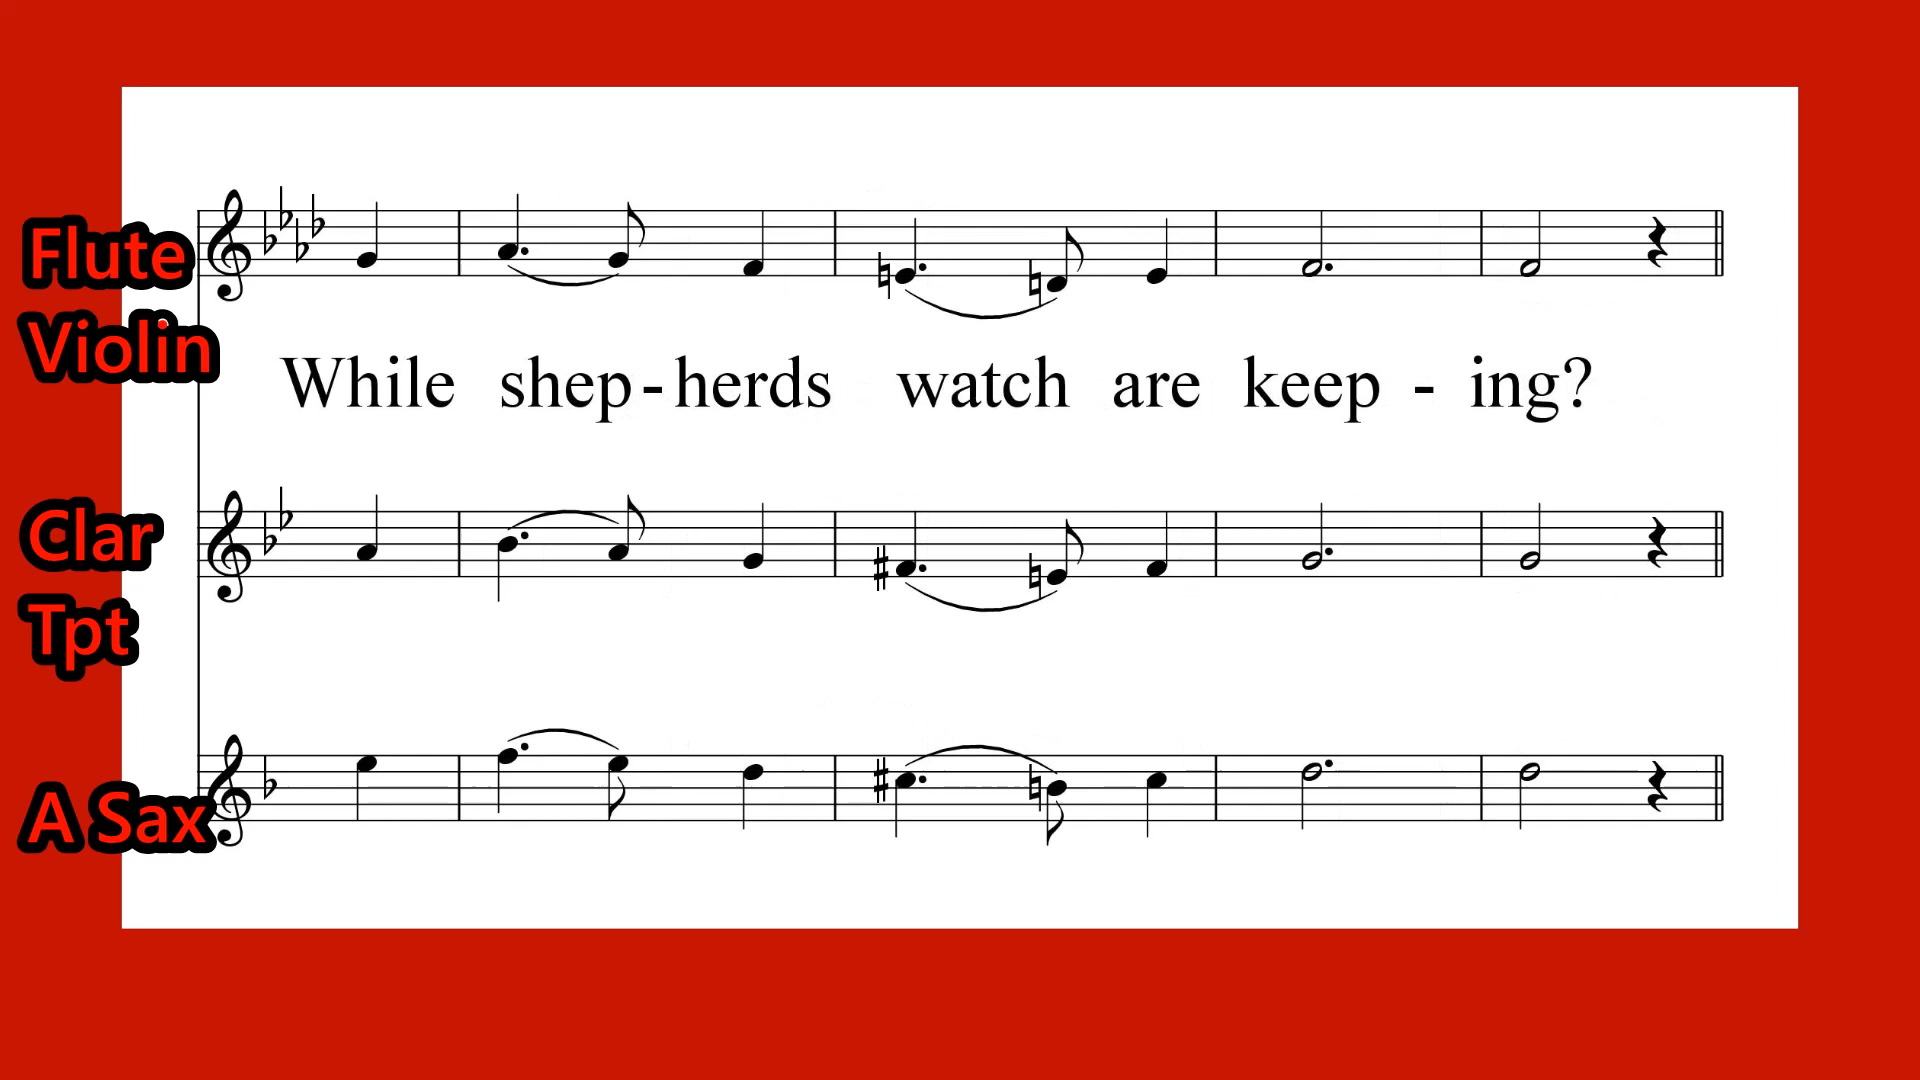 Flute
Violin
While shep - herds watch are keep - ing?
Clar
Tpt
A Sax